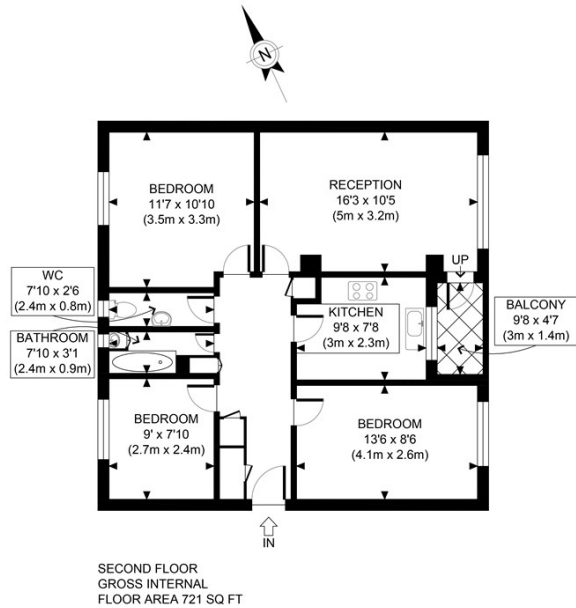 N
BEDROOM
11'7 x 10'10
(3.5m x 3.3m)
RECEPTION
16'3 x 10'5
(5m x 3.2m)
WC
7'10 x 2'6
(2.4m x 0.8m)
UP
KITCHEN
9'8 x 7'8
(3m x 2.3m)
BALCONY
9'8 x 4'7
(3m x 1.4m)
BATHROOM
7'10 x 3'1
(2.4m x 0.9m)
BEDROOM
9' x 7'10
(2.7m x 2.4m)
BEDROOM
13'6 x 8'6
(4.1m x 2.6m)
IN
SECOND FLOOR
GROSS INTERNAL
FLOOR AREA 721 SQ FT